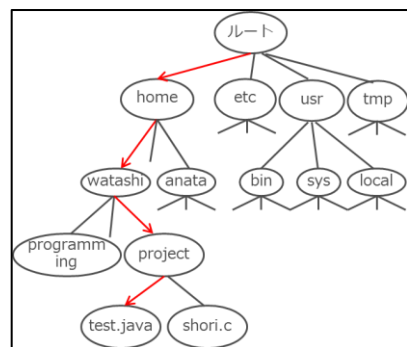 ルート
home
etc
usr
tmp
watashi
anata
bin
sys
local
programm
ing
project
test.java
shori.c